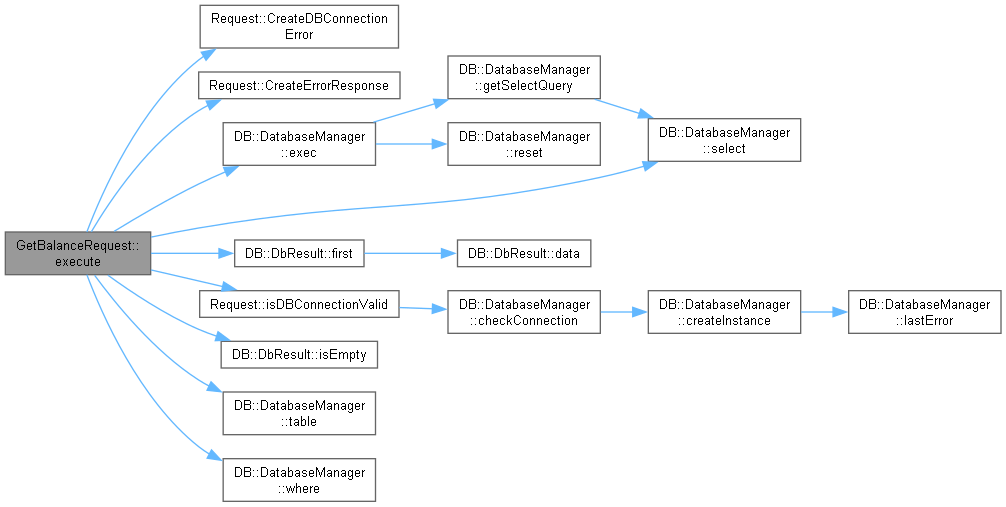 Request::CreateDBConnection
Error
Request::CreateErrorResponse
DB::DatabaseManager
::getSelectQuery
DB::DatabaseManager
::exec
DB::DatabaseManager
::reset
DB::DatabaseManager
::select
GetBalanceRequest::
execute
DB::DbResult::first
DB::DbResult::data
Request::isDBConnectionValid
DB::DatabaseManager
::checkConnection
DB::DatabaseManager
::createInstance
DB::DatabaseManager
::lastError
DB::DbResult::isEmpty
DB::DatabaseManager
::table
DB::DatabaseManager
::where